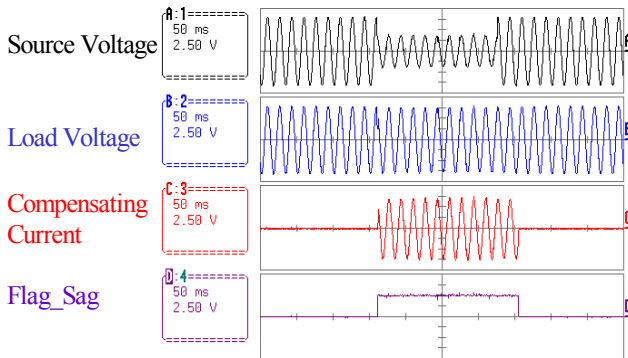 Source Voltage
A:1
50 ms
2.50 V
Load Voltage
B:2
50 ms
2.50 V
Compensating
Current
C:3
50 ms
2.50 V
Flag_Sag
D:4
50 ms
2.50 V